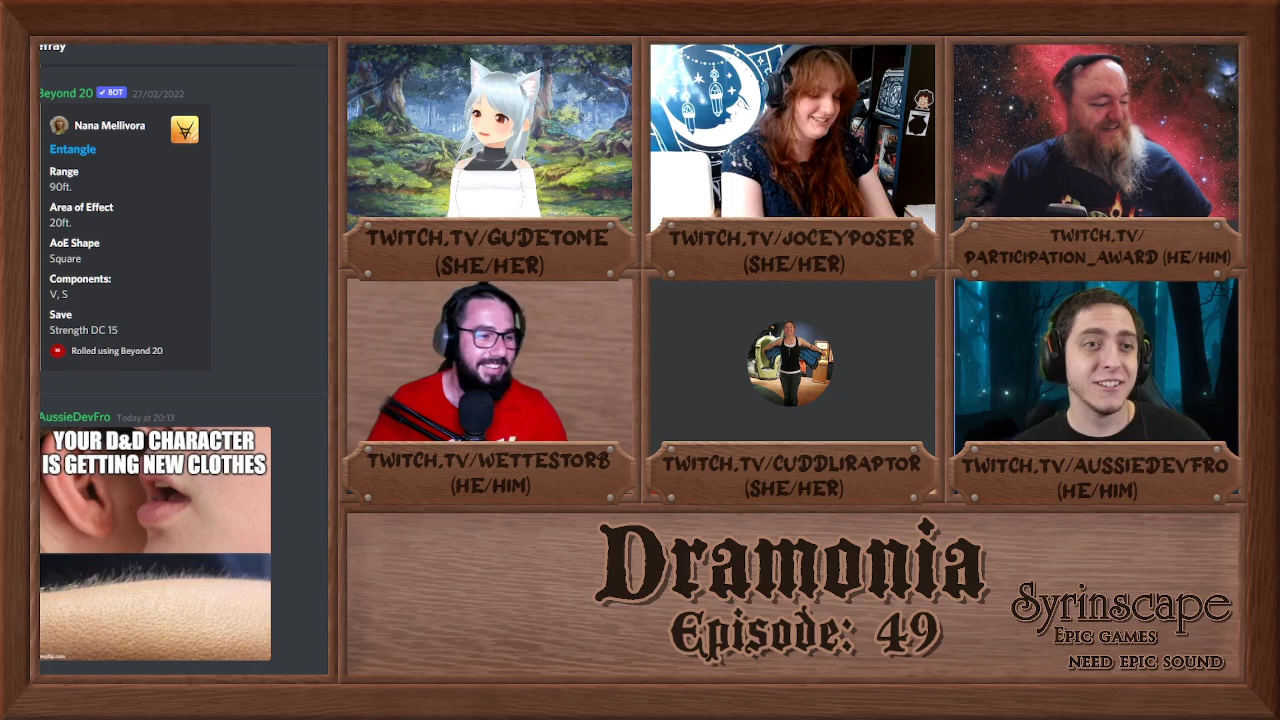 Beyond 20 BOT 27/02/2022
Nana Mellivora
Entangle
Range
90ft.
Area of Effect
20ft.
AoE Shape
Square
Components:
V, S
Save
Strength DC 15
Rolled using Beyond 20
AussieDevFro Today at 20:13
YOUR D&D CHARACTER
IS GETTING NEW CLOTHES
TWITCH.TV/GUDETOME
(SHE/HER)
TWITCH.TV/JOCEYPOSER
(SHE/HER)
TWITCH.TV/
PARTICIPATION_AWARD (HE/HIM)
TWITCH.TV/WETTESTOR8
(HE/HIM)
TWITCH.TV/CUDDLIRAPTOR
(SHE/HER)
TWITCH.TV/AUSSIEDEVFRO
(HE/HIM)
Dramonia
Episode: 49
Syrinscape
EPIC GAMES
NEED EPIC SOUND